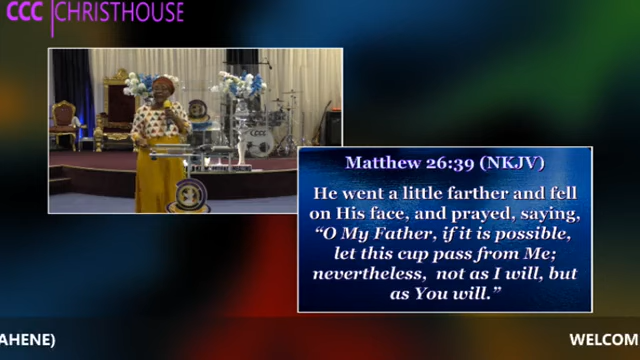 CCC CHRISTHOUSE
CCC
Matthew 26:39 (NKJV)
He went a little farther and fell
on His face, and prayed, saying,
“O My Father, if it is possible,
let this cup pass from Me;
nevertheless, not as I will, but
as You will.”
AHENE)
WELCOM